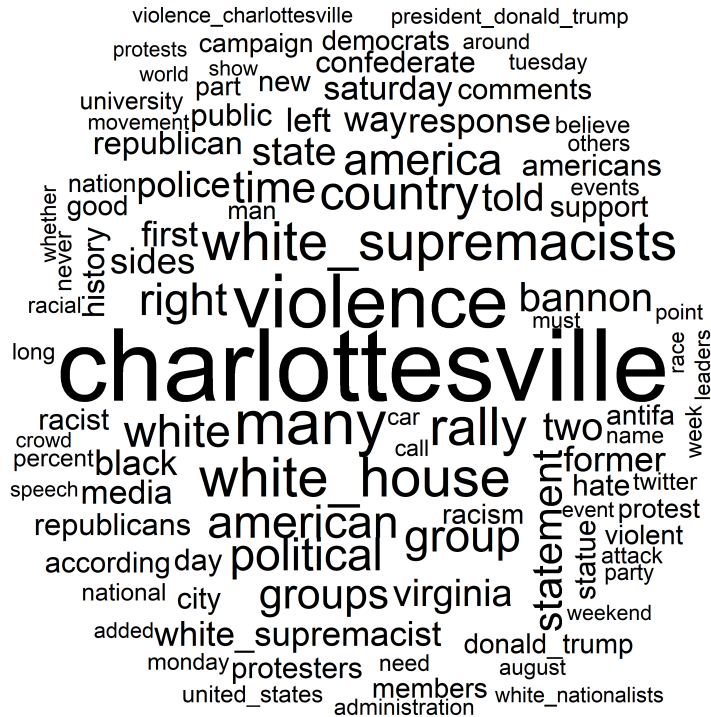 violence_charlottesville president_donald_trump
protests campaign democrats around
world show confederate tuesday
part new saturday comments
university
movement public left way response believe
republican state america others
americans
nation police time country told events
good man support
whether
never
history
first white_supremacists
sides
racial right violence bannon
must point
long charlottesville race
leaders
racist white many car rally two antifa
name week
crowd call
percent black white_house former
speech media hate twitter
statement
republicans american racism event protest
group statue violent
according day political attack
party
national city groups virginia
weekend
added white_supremacist donald_trump
monday protesters need august
united_states members white_nationalists
administration